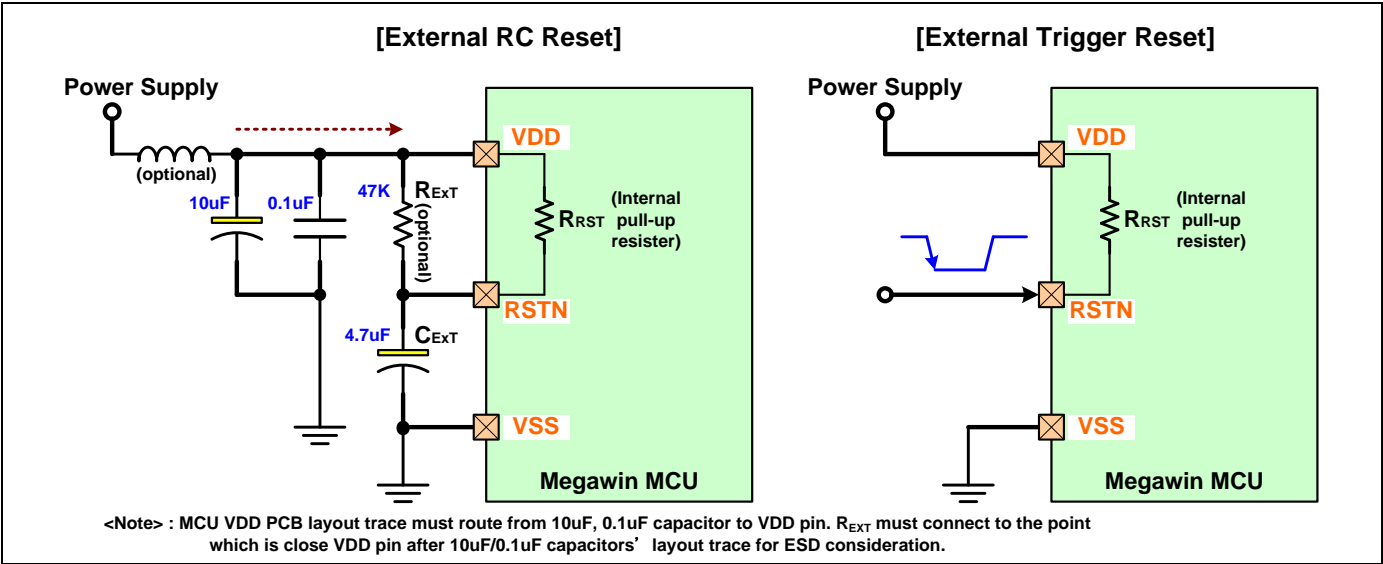 [External RC Reset]
[External Trigger Reset]
Power Supply
(optional)
10uF
0.1uF
47K
RExT
(optional)
4.7uF
CExT
VDD
RRST
(Internal
pull-up
resister)
RSTN
VSS
Megawin MCU
Power Supply
VDD
RRST
(Internal
pull-up
resister)
RSTN
VSS
Megawin MCU
<Note> : MCU VDD PCB layout trace must route from 10uF, 0.1uF capacitor to VDD pin. REXT must connect to the point
which is close VDD pin after 10uF/0.1uF capacitors’ layout trace for ESD consideration.